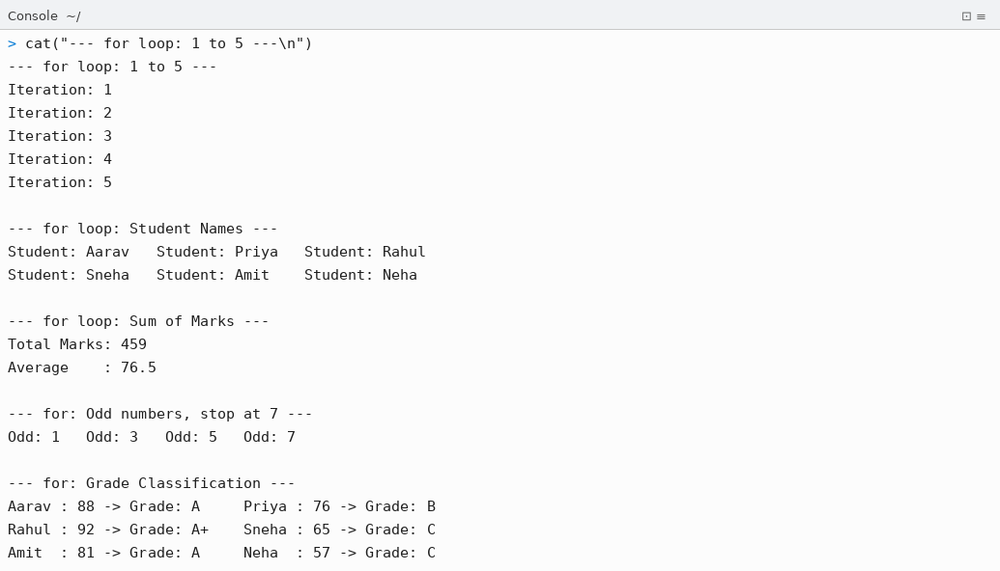 Console ~/
> cat("--- for loop: 1 to 5 ---\n")
--- for loop: 1 to 5 ---
Iteration: 1
Iteration: 2
Iteration: 3
Iteration: 4
Iteration: 5

--- for loop: Student Names ---
Student: Aarav   Student: Priya   Student: Rahul
Student: Sneha   Student: Amit    Student: Neha

--- for loop: Sum of Marks ---
Total Marks: 459
Average    : 76.5

--- for: Odd numbers, stop at 7 ---
Odd: 1   Odd: 3   Odd: 5   Odd: 7

--- for: Grade Classification ---
Aarav : 88 -> Grade: A     Priya : 76 -> Grade: B
Rahul : 92 -> Grade: A+    Sneha : 65 -> Grade: C
Amit  : 81 -> Grade: A     Neha  : 57 -> Grade: C